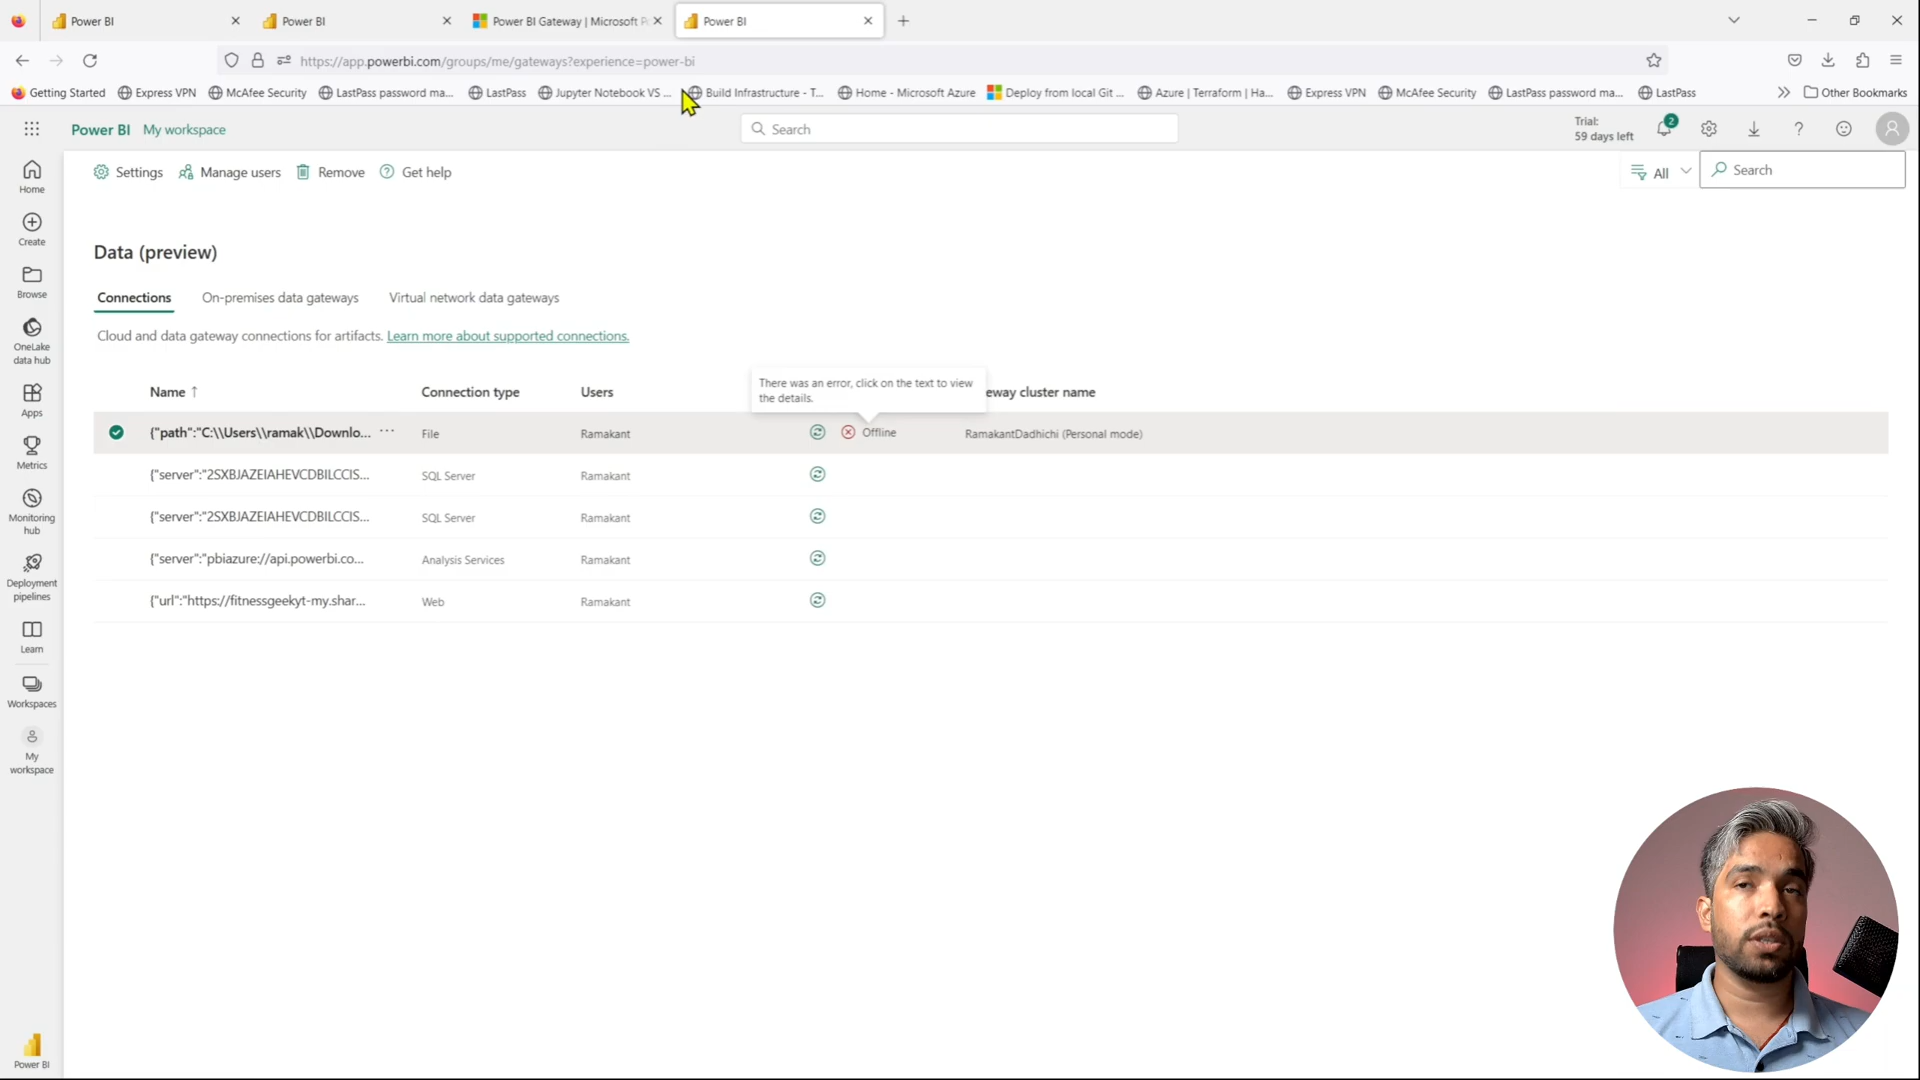 Power BI
Power BI
Power BI Gateway | Microsoft P
Power BI
https://app.powerbi.com/groups/me/gateways?experience=power-bi
Getting Started
Express VPN
McAfee Security
LastPass password ma...
LastPass
Jupyter Notebook VS ...
Build Infrastructure - T...
Home - Microsoft Azure
Deploy from local Git ...
Azure | Terraform | Ha...
Express VPN
McAfee Security
LastPass password ma...
LastPass
Other Bookmarks
Power BI My workspace
Search
Trial:
59 days left
2
Settings
Manage users
Remove
Get help
All
Search
Home
Create
Browse
OneLake
data hub
Apps
Metrics
Monitoring
hub
Deployment
pipelines
Learn
Workspaces
My
workspace
Power BI
Data (preview)
Connections
On-premises data gateways
Virtual network data gateways
Cloud and data gateway connections for artifacts. Learn more about supported connections.
There was an error, click on the text to view
the details.
Name ↑ Connection type Users eway cluster name
{"path":"C:\\Users\\ramak\\Downlo... ··· File Ramakant Offline RamakantDadhichi (Personal mode)
{"server":"2SXBJAZEIAHEVCDBILCCIS... SQL Server Ramakant
{"server":"2SXBJAZEIAHEVCDBILCCIS... SQL Server Ramakant
{"server":"pbiazure://api.powerbi.co... Analysis Services Ramakant
{"url":"https://fitnessgeekyt-my.shar... Web Ramakant